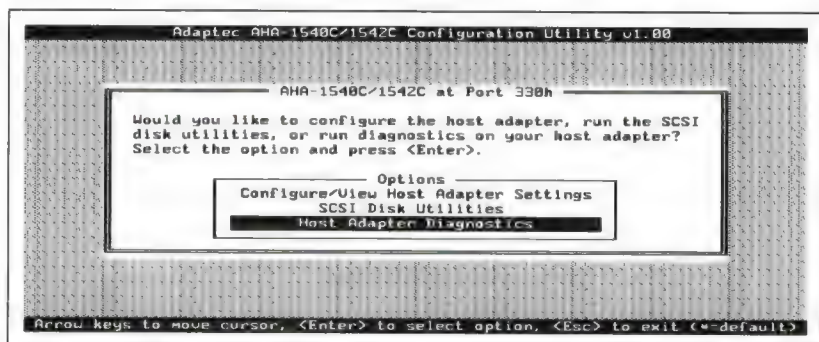 Adaptec AHA-1540C/1542C Configuration Utility v1.00
AHA-1540C/1542C at Port 330h
Would you like to configure the host adapter, run the SCSI
disk utilities, or run diagnostics on your host adapter?
Select the option and press <Enter>.
Options
Configure/View Host Adapter Settings
SCSI Disk Utilities
Host Adapter Diagnostics
Arrow keys to move cursor, <Enter> to select option, <Esc> to exit (*=default)